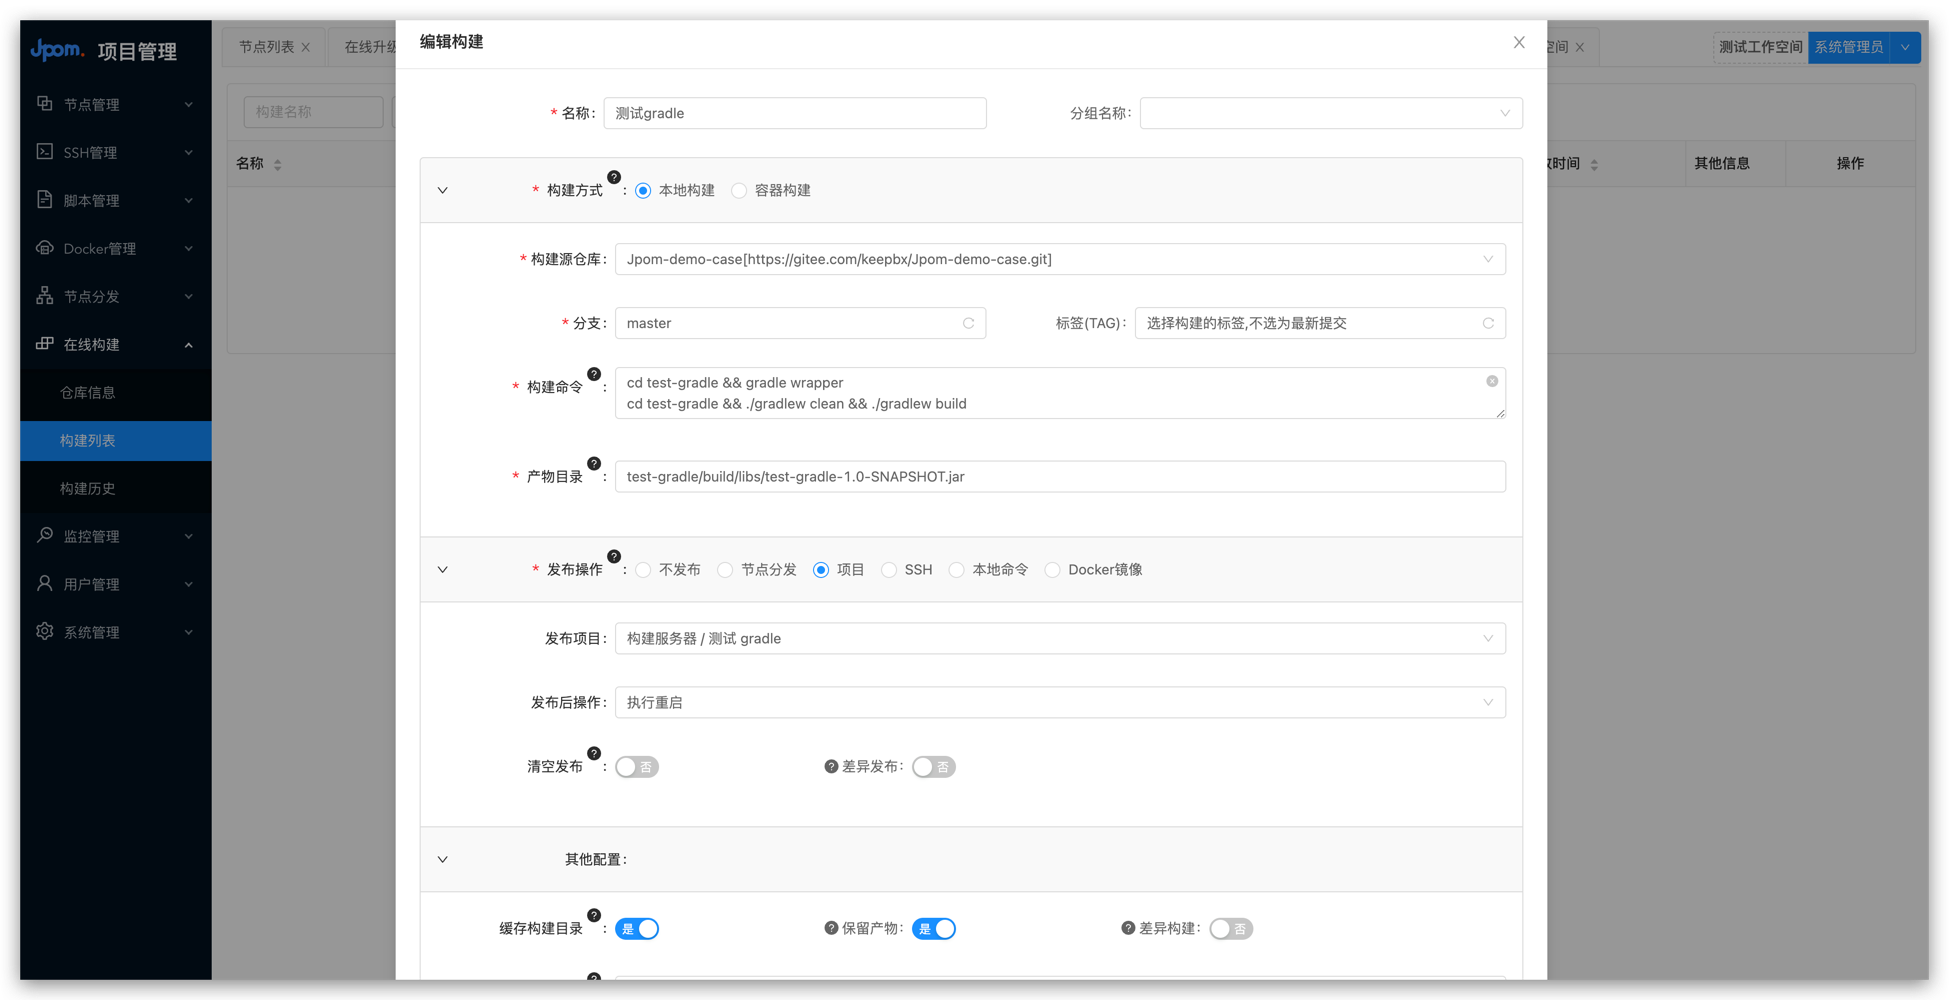 Jpom. 项目管理
节点管理
SSH管理
脚本管理
Docker管理
节点分发
在线构建
仓库信息
构建列表
构建历史
监控管理
用户管理
系统管理
节点列表
在线升级
空间
测试工作空间
系统管理员
构建名称
名称
时间
其他信息
操作
编辑构建
* 名称: 测试gradle
分组名称:
* 构建方式 ? : 本地构建 容器构建
* 构建源仓库: Jpom-demo-case[https://gitee.com/keepbx/Jpom-demo-case.git]
* 分支: master
标签(TAG): 选择构建的标签,不选为最新提交
* 构建命令 ? : cd test-gradle && gradle wrapper
cd test-gradle && ./gradlew clean && ./gradlew build
* 产物目录 ? : test-gradle/build/libs/test-gradle-1.0-SNAPSHOT.jar
* 发布操作 ? : 不发布 节点分发 项目 SSH 本地命令 Docker镜像
发布项目: 构建服务器 / 测试 gradle
发布后操作: 执行重启
清空发布 ? : 否
? 差异发布: 否
其他配置:
缓存构建目录 ? : 是
? 保留产物: 是
? 差异构建: 否